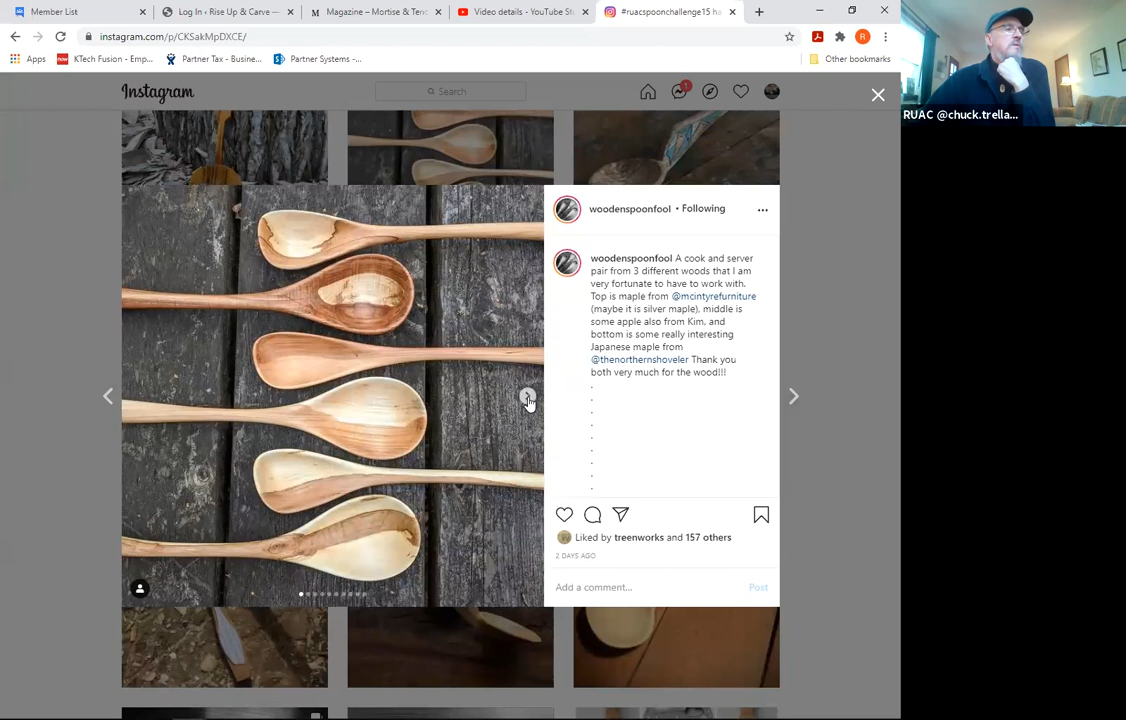 Member List
Log In ‹ Rise Up & Carve —
Magazine – Mortise & Tenc
Video details - YouTube St
#ruacspoonchallenge15 ha
instagram.com/p/CKSakMpDXCE/
Apps
KTech Fusion - Emp...
Partner Tax - Busine...
Partner Systems -...
Other bookmarks
Instagram
Search
1
RUAC @chuck.trella...
woodenspoonfool • Following
woodenspoonfool A cook and server
pair from 3 different woods that I am
very fortunate to have to work with.
Top is maple from @mcintyrefurniture
(maybe it is silver maple), middle is
some apple also from Kim, and
bottom is some really interesting
Japanese maple from
@thenorthernshoveler Thank you
both very much for the wood!!!
.
.
.
.
.
.
.
.
.
Liked by treenworks and 157 others
2 DAYS AGO
Add a comment...
Post